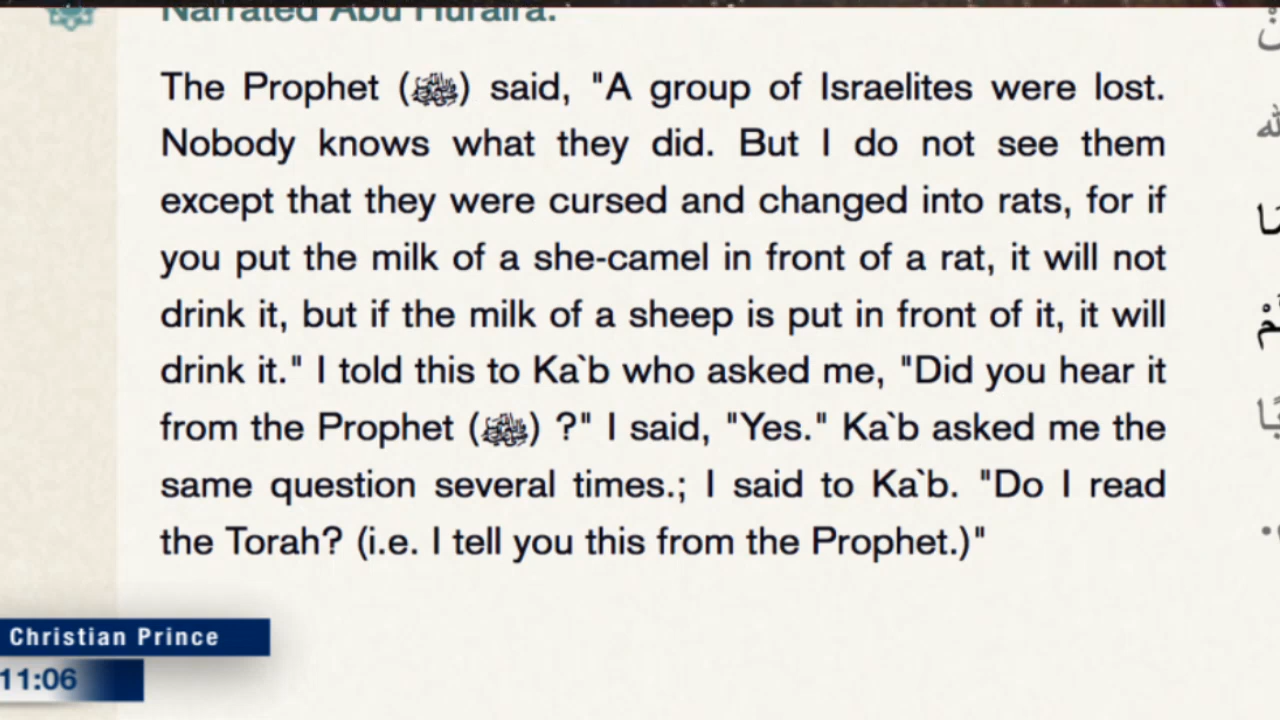 Narrated Abu Huraira:
The Prophet (ﷺ) said, "A group of Israelites were lost.
Nobody knows what they did. But I do not see them
except that they were cursed and changed into rats, for if
you put the milk of a she-camel in front of a rat, it will not
drink it, but if the milk of a sheep is put in front of it, it will
drink it." I told this to Ka`b who asked me, "Did you hear it
from the Prophet (ﷺ) ?" I said, "Yes." Ka`b asked me the
same question several times.; I said to Ka`b. "Do I read
the Torah? (i.e. I tell you this from the Prophet.)"
Christian Prince
11:06